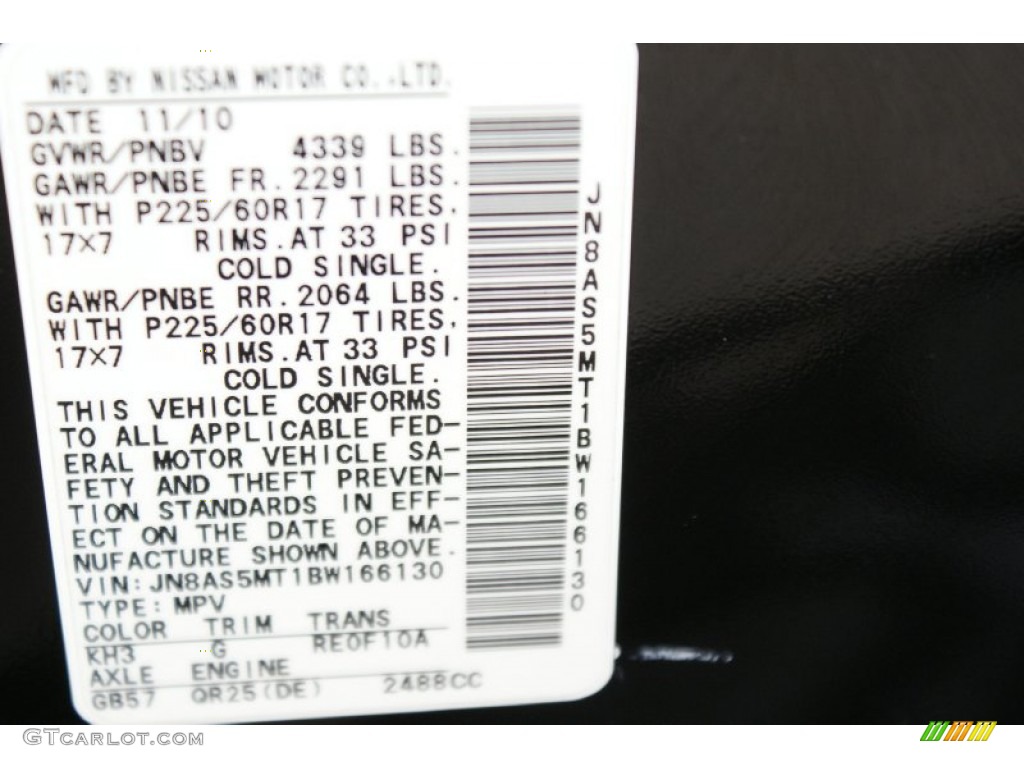 MFD BY NISSAN MOTOR CO.,LTD.
DATE 11/10
GVWR/PNBV 4339 LBS.
GAWR/PNBE FR.2291 LBS.
WITH P225/60R17 TIRES,
17×7 RIMS.AT 33 PSI
COLD SINGLE.
GAWR/PNBE RR.2064 LBS.
WITH P225/60R17 TIRES,
17×7 RIMS.AT 33 PSI
COLD SINGLE.
THIS VEHICLE CONFORMS
TO ALL APPLICABLE FED-
ERAL MOTOR VEHICLE SA-
FETY AND THEFT PREVEN-
TION STANDARDS IN EFF-
ECT ON THE DATE OF MA-
NUFACTURE SHOWN ABOVE.
VIN:JN8AS5MT1BW166130
TYPE:MPV
COLOR TRIM TRANS
KH3 G RE0F10A
AXLE ENGINE
GB57 QR25(DE) 2488CC
JN8AS5MT1BW166130
GTcarlot.com